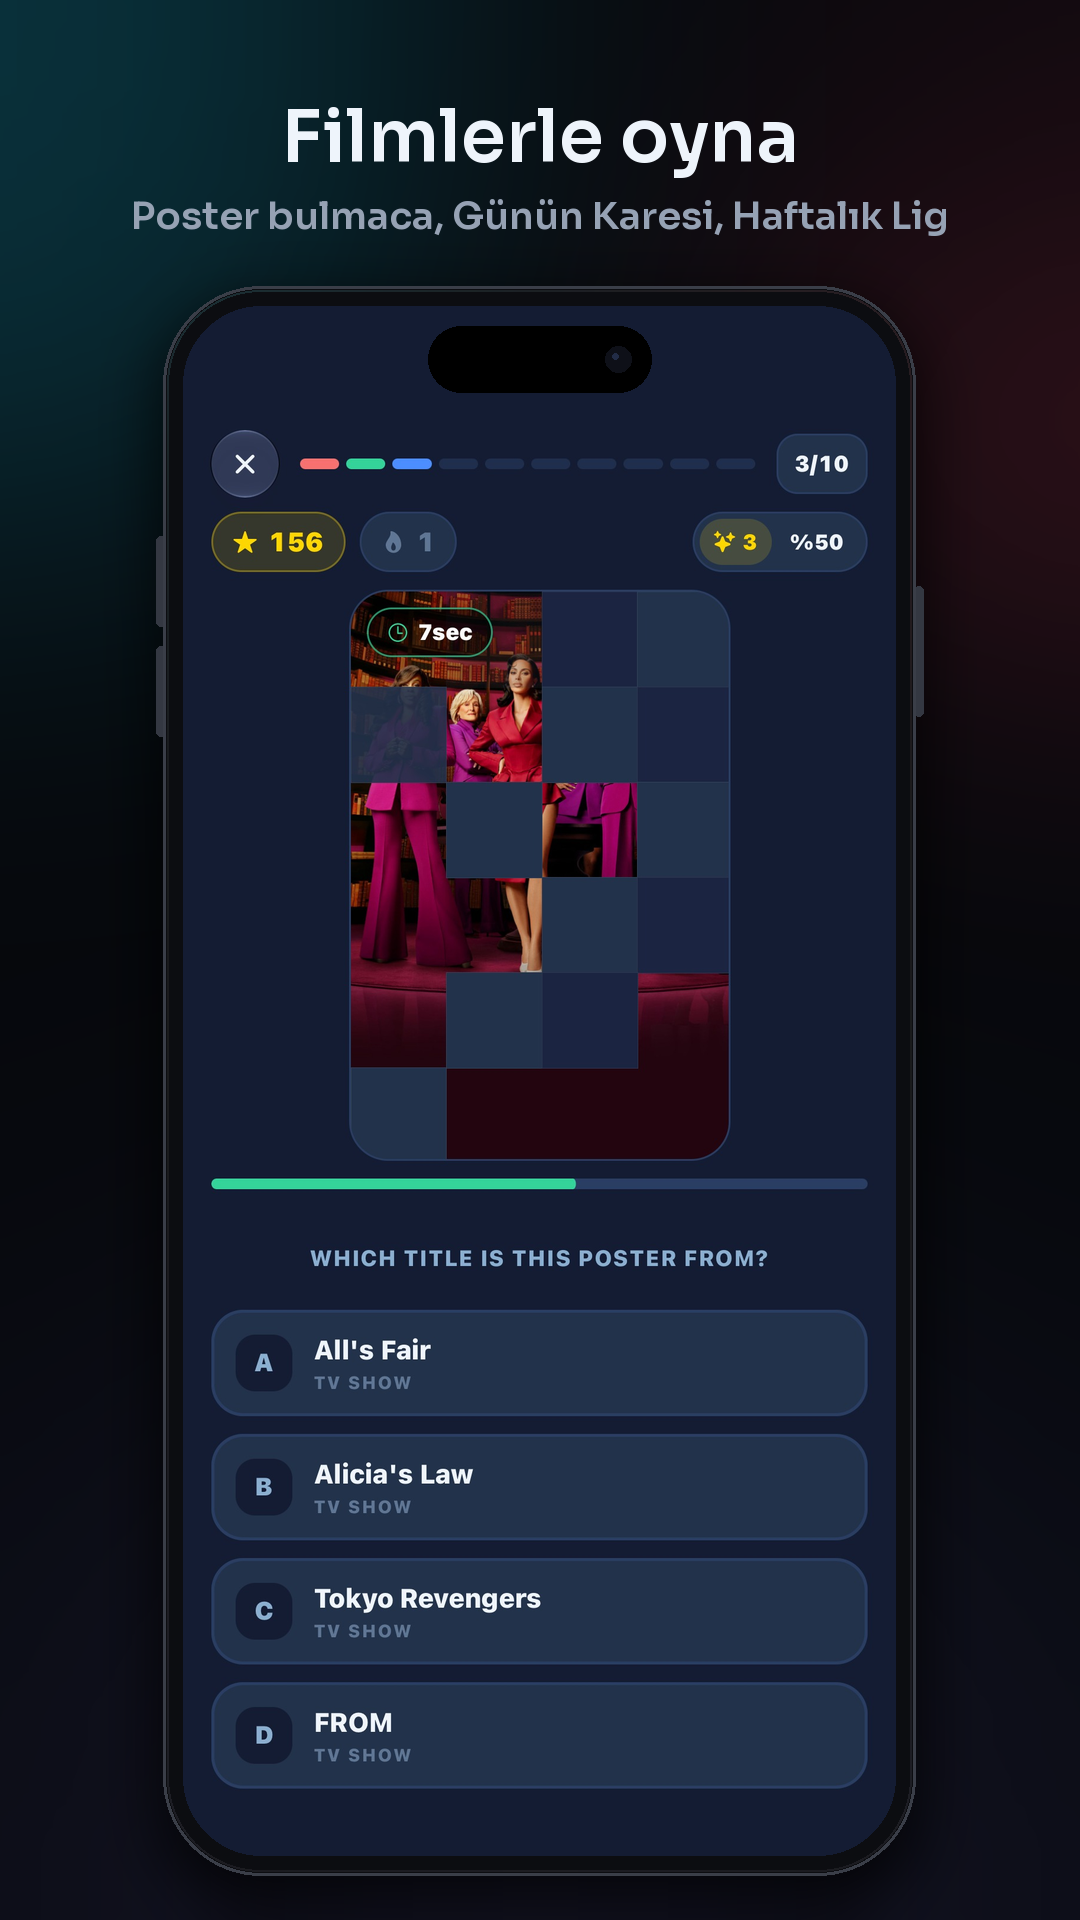 Filmlerle oyna
Poster bulmaca, Günün Karesi, Haftalık Lig
3/10
156
1
3
%50
7sec
WHICH TITLE IS THIS POSTER FROM?
A
All's Fair
TV SHOW
B
Alicia's Law
TV SHOW
C
Tokyo Revengers
TV SHOW
D
FROM
TV SHOW